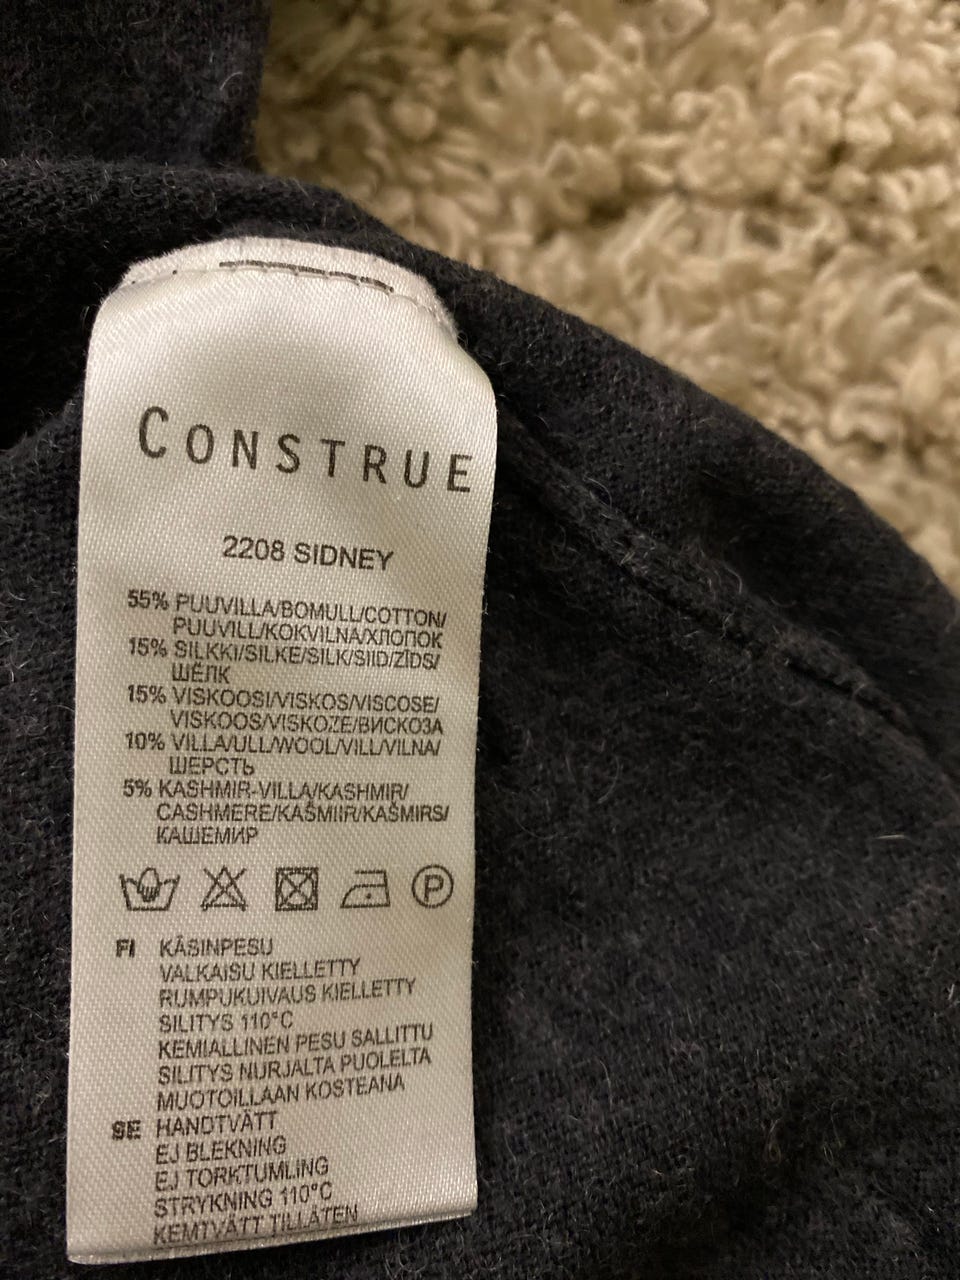 CONSTRUE
2208 SIDNEY
55% PUUVILLA/BOMULL/COTTON/
PUUVILL/KOKVILNA/ХЛОПОК
15% SILKKI/SILKE/SILK/SIID/ZĪDS/
ШЁЛК
15% VISKOOSI/VISKOS/VISCOSE/
VISKOOS/VISKOZE/ВИСКОЗА
10% VILLA/ULL/WOOL/VILL/VILNA/
ШЕРСТЬ
5% KASHMIR-VILLA/KASHMIR/
CASHMERE/KAŠMIIR/KAŠMIRS/
КАШЕМИР
P
FI KÄSINPESU
VALKAISU KIELLETTY
RUMPUKUIVAUS KIELLETTY
SILITYS 110°C
KEMIALLINEN PESU SALLITTU
SILITYS NURJALTA PUOLELTA
MUOTOILLAAN KOSTEANA
SE HANDTVÄTT
EJ BLEKNING
EJ TORKTUMLING
STRYKNING 110°C
KEMTVÄTT TILLÅTEN